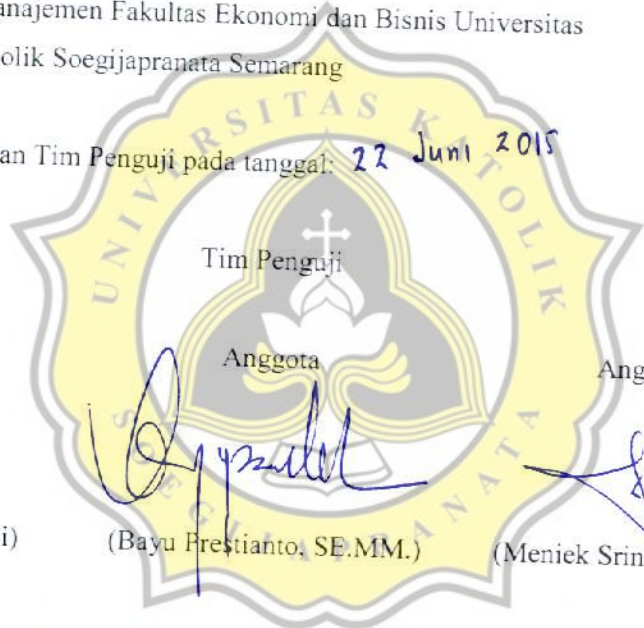 anajemen Fakultas Ekonomi dan Bisnis Universitas
olik Soegijapranata Semarang
an Tim Penguji pada tanggal: 22 Juni 2015
Tim Penguji
Anggota Ang
i) (Bayu Prestianto, SE.MM.) (Meniek Srin
UNIVERSITAS KATOLIK
SOEGIJAPRANATA